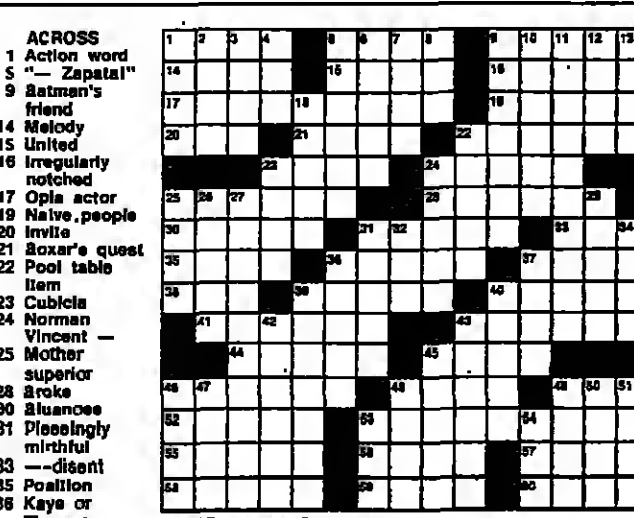 ACROSS
1 Action word
5 "— Zapata!"
9 Batman's
friend
14 Melody
15 United
16 Irregularly
notched
17 Opie actor
19 Naive people
20 Invite
21 Boxer's quest
22 Pool table
item
23 Cubicle
24 Norman
Vincent —
25 Mother
superior
28 Broke
30 Bluenose
31 Pleasingly
mirthful
33 —-disant
35 Position
36 Kaye or
1 2 3 4 5 6 7 8 9 10 11 12 13
14 15 16
17 18 19
20 21 22
23 24
25 26 27 28 29
30 31 32 33 34
35 36 37
38 39 40
41 42 43
44 45
46 47 48 49 50 51
52 53 54
55 56 57
58 59 60